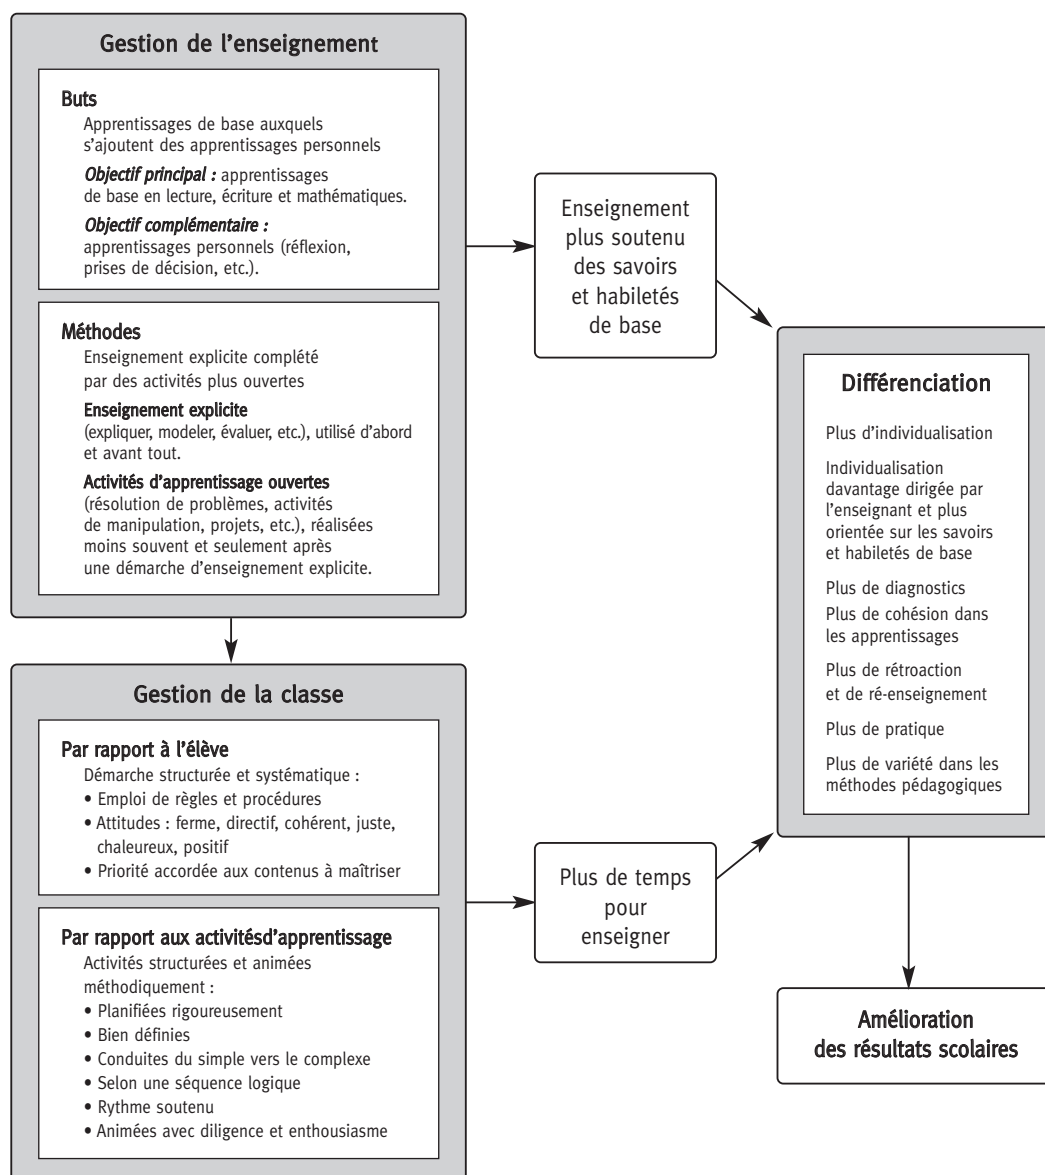 Gestion de l'enseignement
Buts
Apprentissages de base auxquels
s'ajoutent des apprentissages personnels
Objectif principal : apprentissages
de base en lecture, écriture et mathématiques.
Objectif complémentaire :
apprentissages personnels (réflexion,
prises de décision, etc.).
Méthodes
Enseignement explicite complété
par des activités plus ouvertes
Enseignement explicite
(expliquer, modeler, évaluer, etc.), utilisé d'abord
et avant tout.
Activités d'apprentissage ouvertes
(résolution de problèmes, activités
de manipulation, projets, etc.), réalisées
moins souvent et seulement après
une démarche d'enseignement explicite.
Gestion de la classe
Par rapport à l'élève
Démarche structurée et systématique :
• Emploi de règles et procédures
• Attitudes : ferme, directif, cohérent, juste,
chaleureux, positif
• Priorité accordée aux contenus à maîtriser
Par rapport aux activitésd'apprentissage
Activités structurées et animées
méthodiquement :
• Planifiées rigoureusement
• Bien définies
• Conduites du simple vers le complexe
• Selon une séquence logique
• Rythme soutenu
• Animées avec diligence et enthousiasme
Enseignement
plus soutenu
des savoirs
et habiletés
de base
Plus de temps
pour
enseigner
Différenciation
Plus d'individualisation
Individualisation
davantage dirigée par
l'enseignant et plus
orientée sur les savoirs
et habiletés de base
Plus de diagnostics
Plus de cohésion dans
les apprentissages
Plus de rétroaction
et de ré-enseignement
Plus de pratique
Plus de variété dans les
méthodes pédagogiques
Amélioration
des résultats scolaires